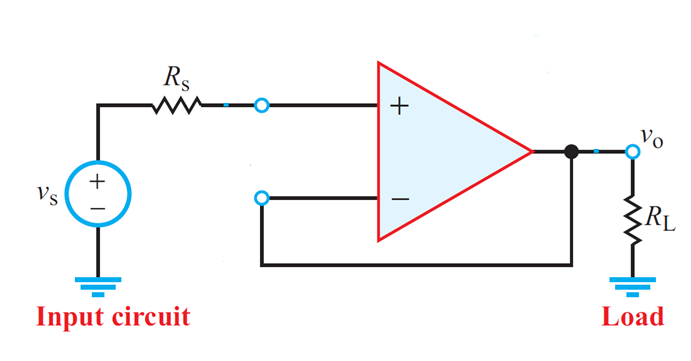 Rs
+
vo
+
−
vs
−
RL
Input circuit
Load